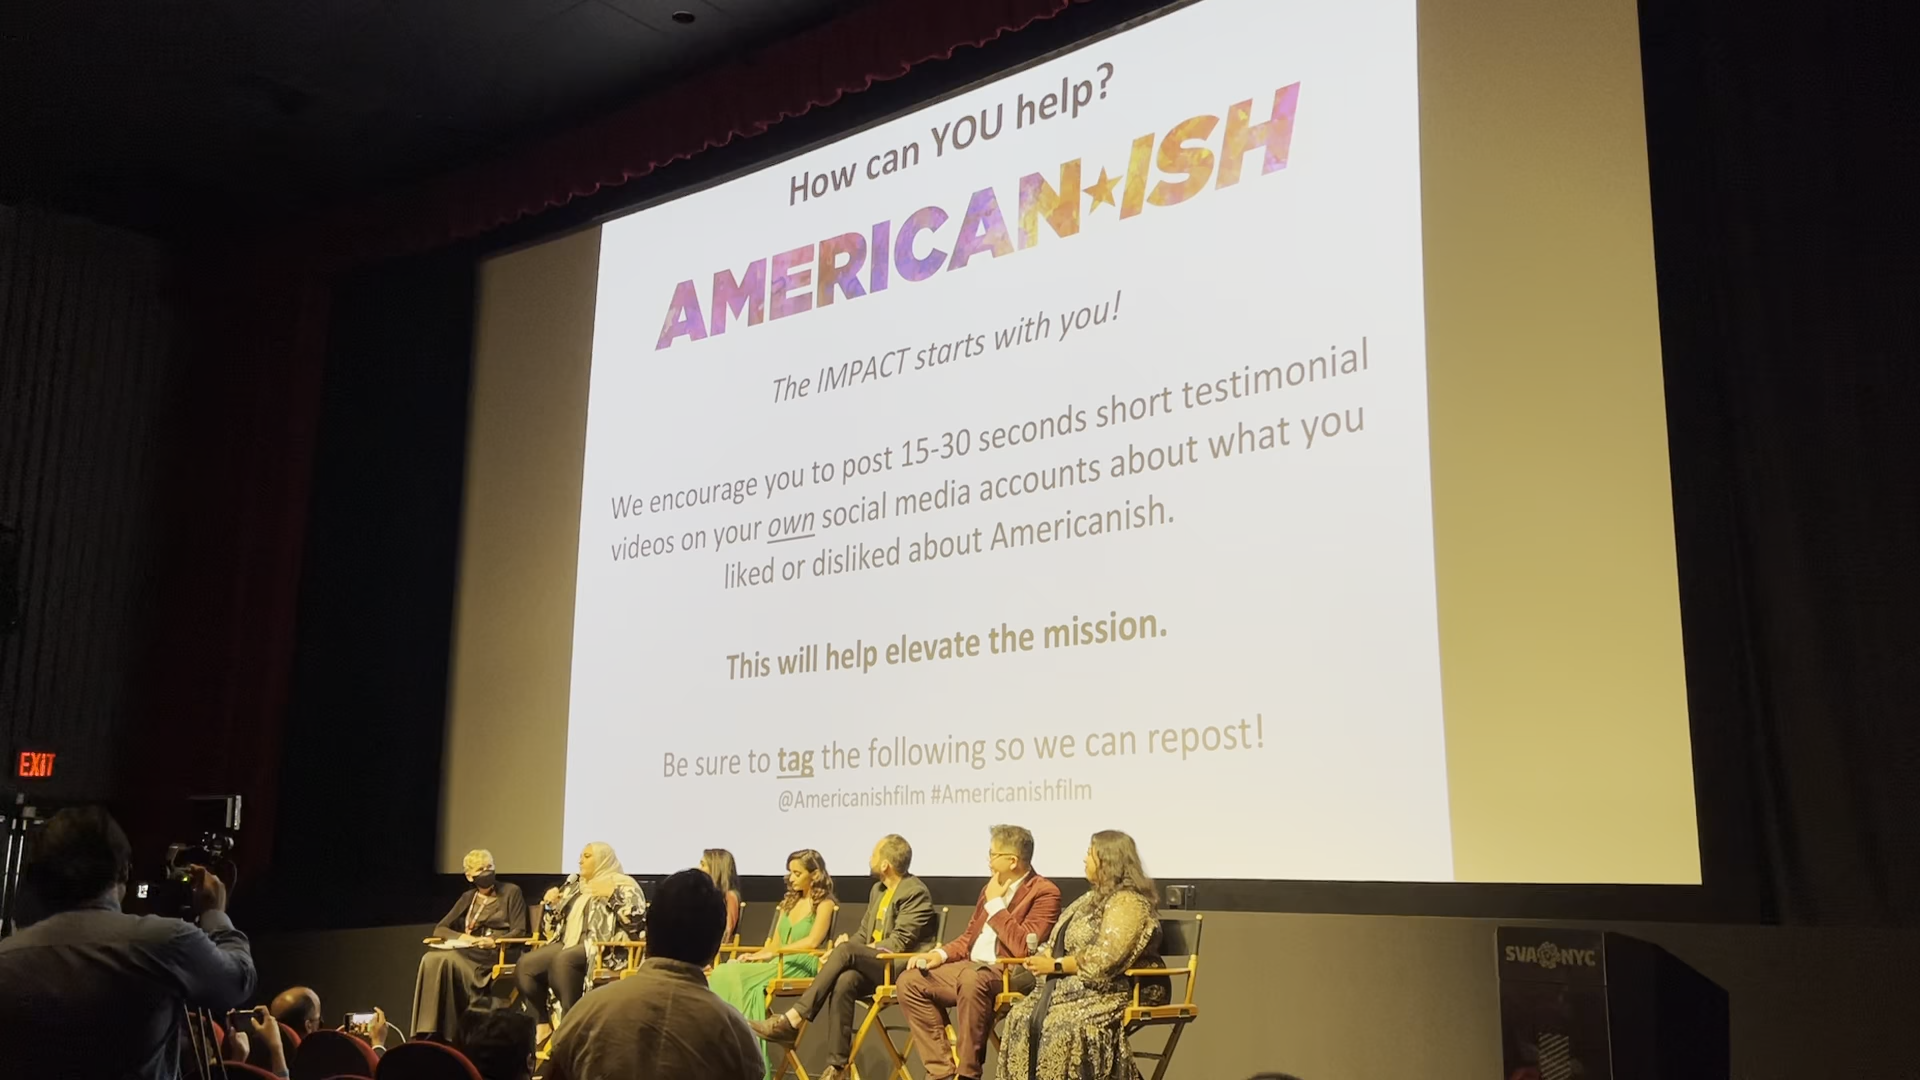 How can YOU help?
AMERICAN★ISH
The IMPACT starts with you!
We encourage you to post 15-30 seconds short testimonial
videos on your own social media accounts about what you
liked or disliked about Americanish.
This will help elevate the mission.
Be sure to tag the following so we can repost!
@Americanishfilm #Americanishfilm
EXIT
SVA NYC